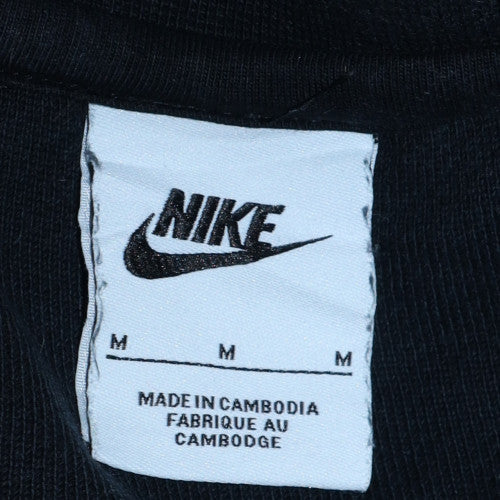 NIKE
M M M
MADE IN CAMBODIA
FABRIQUE AU
CAMBODGE